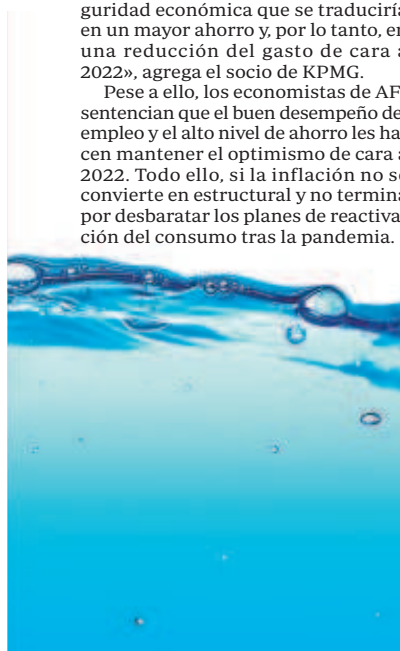 guridad económica que se traduciría
en un mayor ahorro y, por lo tanto, en
una reducción del gasto de cara a
2022», agrega el socio de KPMG.
Pese a ello, los economistas de AF
sentencian que el buen desempeño de
empleo y el alto nivel de ahorro les ha
cen mantener el optimismo de cara a
2022. Todo ello, si la inflación no se
convierte en estructural y no termina
por desbaratar los planes de reactiva
ción del consumo tras la pandemia.